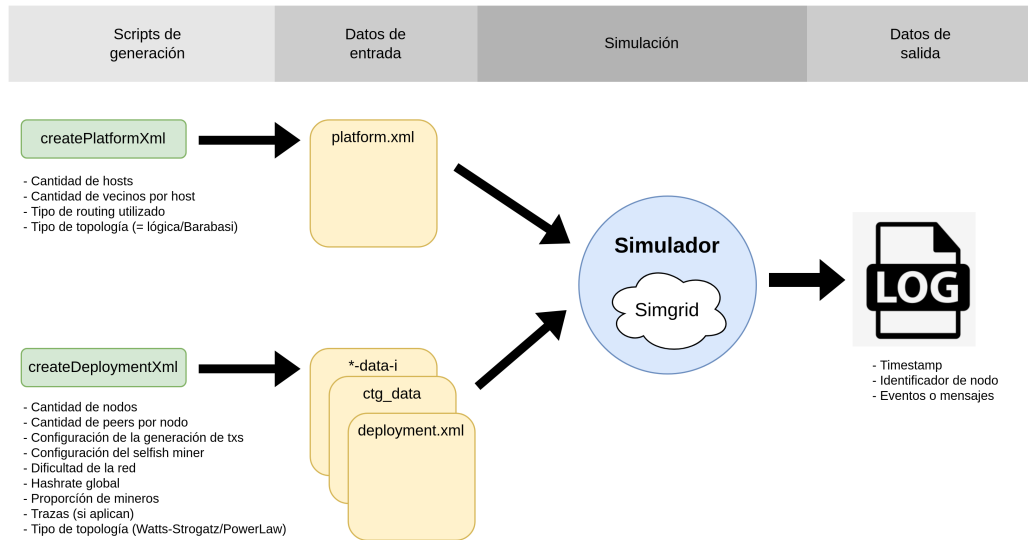 Scripts de
generación
Datos de
entrada
Simulación
Datos de
salida
createPlatformXml
- Cantidad de hosts
- Cantidad de vecinos por host
- Tipo de routing utilizado
- Tipo de topología (= lógica/Barabasi)
platform.xml
Simulador
Simgrid
LOG
- Timestamp
- Identificador de nodo
- Eventos o mensajes
createDeploymentXml
- Cantidad de nodos
- Cantidad de peers por nodo
- Configuración de la generación de txs
- Configuración del selfish miner
- Dificultad de la red
- Hashrate global
- Proporción de mineros
- Trazas (si aplican)
- Tipo de topología (Watts-Strogatz/PowerLaw)
*-data-i
ctg_data
deployment.xml